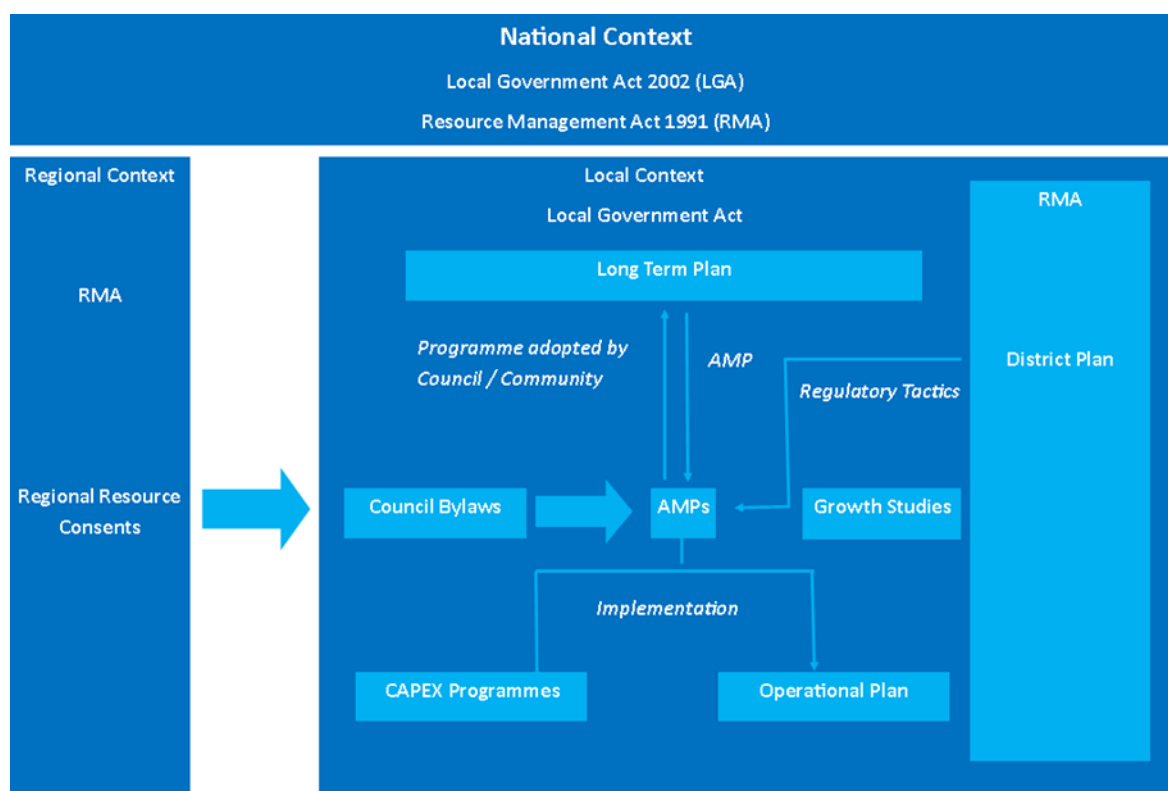 National Context
Local Government Act 2002 (LGA)
Resource Management Act 1991 (RMA)
Regional Context
RMA
Regional Resource
Consents
Local Context
Local Government Act
Long Term Plan
Programme adopted by
Council / Community
AMP
Regulatory Tactics
Council Bylaws
AMPs
Growth Studies
Implementation
CAPEX Programmes
Operational Plan
RMA
District Plan